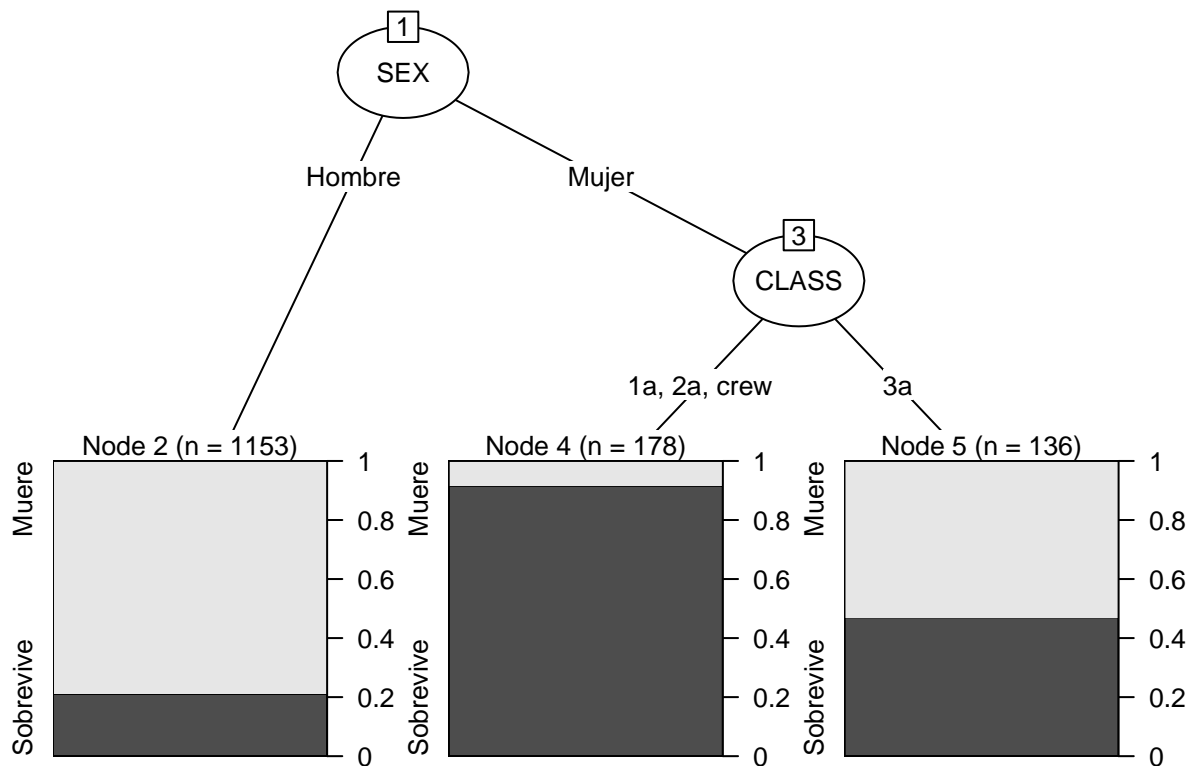 1
SEX
Hombre
Mujer
3
CLASS
1a, 2a, crew
3a
Node 2 (n = 1153)
Muere
Sobrevive
1
0.8
0.6
0.4
0.2
0
Node 4 (n = 178)
Muere
Sobrevive
1
0.8
0.6
0.4
0.2
0
Node 5 (n = 136)
Muere
Sobrevive
1
0.8
0.6
0.4
0.2
0